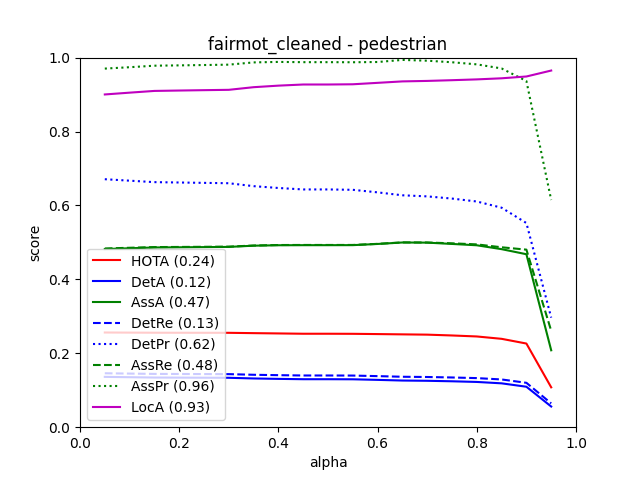 fairmot_cleaned - pedestrian
1.0
0.8
0.6
0.4
0.2
0.0
score
HOTA (0.24)
DetA (0.12)
AssA (0.47)
DetRe (0.13)
DetPr (0.62)
AssRe (0.48)
AssPr (0.96)
LocA (0.93)
0.0 0.2 0.4 0.6 0.8 1.0
alpha